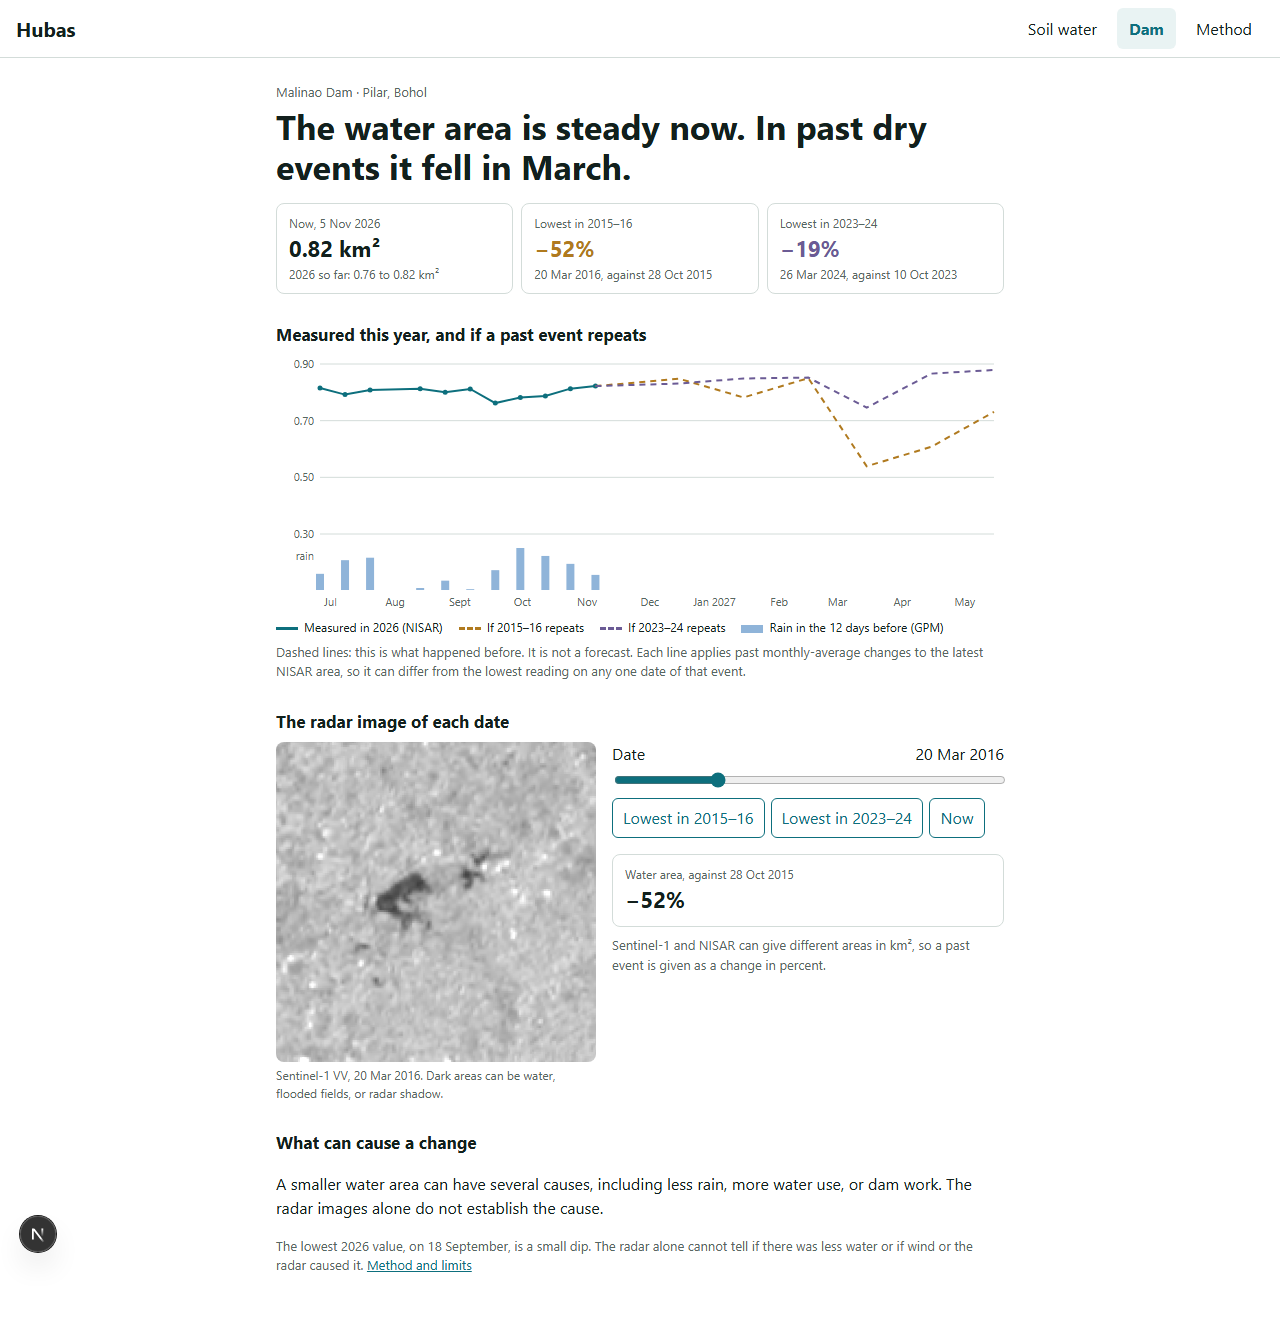 Hubas
Soil water
Dam
Method
Malinao Dam · Pilar, Bohol
The water area is steady now. In past dry
events it fell in March.
Now, 5 Nov 2026
0.82 km²
2026 so far: 0.76 to 0.82 km²
Lowest in 2015–16
−52%
20 Mar 2016, against 28 Oct 2015
Lowest in 2023–24
−19%
26 Mar 2024, against 10 Oct 2023
Measured this year, and if a past event repeats
0.90
0.70
0.50
0.30
rain
Jul Aug Sept Oct Nov Dec Jan 2027 Feb Mar Apr May
Measured in 2026 (NISAR)
If 2015–16 repeats
If 2023–24 repeats
Rain in the 12 days before (GPM)
Dashed lines: this is what happened before. It is not a forecast. Each line applies past monthly-average changes to the latest
NISAR area, so it can differ from the lowest reading on any one date of that event.
The radar image of each date
Date
20 Mar 2016
Lowest in 2015–16
Lowest in 2023–24
Now
Water area, against 28 Oct 2015
−52%
Sentinel-1 and NISAR can give different areas in km², so a past
event is given as a change in percent.
Sentinel-1 VV, 20 Mar 2016. Dark areas can be water,
flooded fields, or radar shadow.
What can cause a change
A smaller water area can have several causes, including less rain, more water use, or dam work. The
radar images alone do not establish the cause.
The lowest 2026 value, on 18 September, is a small dip. The radar alone cannot tell if there was less water or if wind or the
radar caused it. Method and limits
N